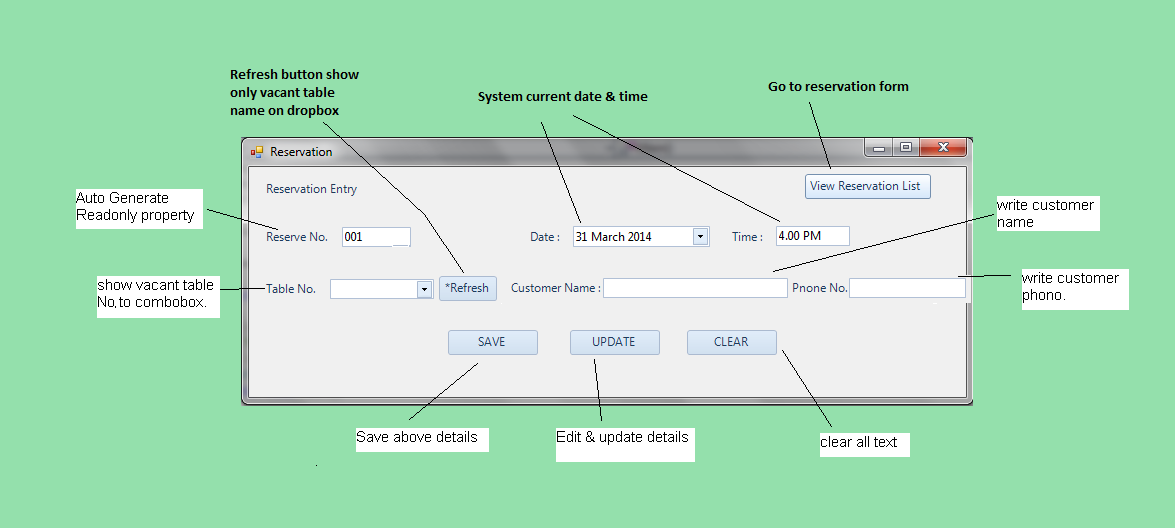 Refresh button show
only vacant table
name on dropbox
System current date & time
Go to reservation form
Reservation
Reservation Entry
View Reservation List
Auto Generate
Readonly property
write customer
name
Reserve No.
001
Date :
31 March 2014
Time :
4.00 PM
show vacant table
No,to combobox.
Table No.
*Refresh
Customer Name :
Pnone No.
write customer
phono.
SAVE
UPDATE
CLEAR
Save above details
Edit & update details
clear all text